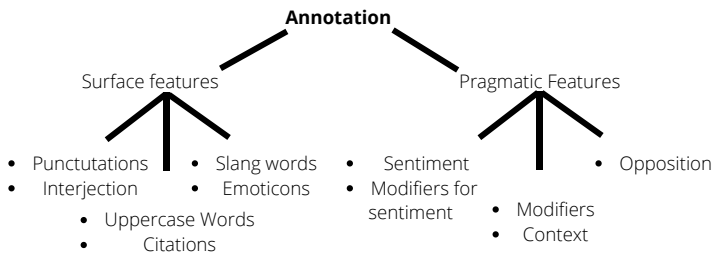 Annotation
Surface features
Pragmatic Features
• Punctutations
• Interjection
• Slang words
• Emoticons
• Uppercase Words
• Citations
• Sentiment
• Modifiers for
sentiment
• Modifiers
• Context
• Opposition